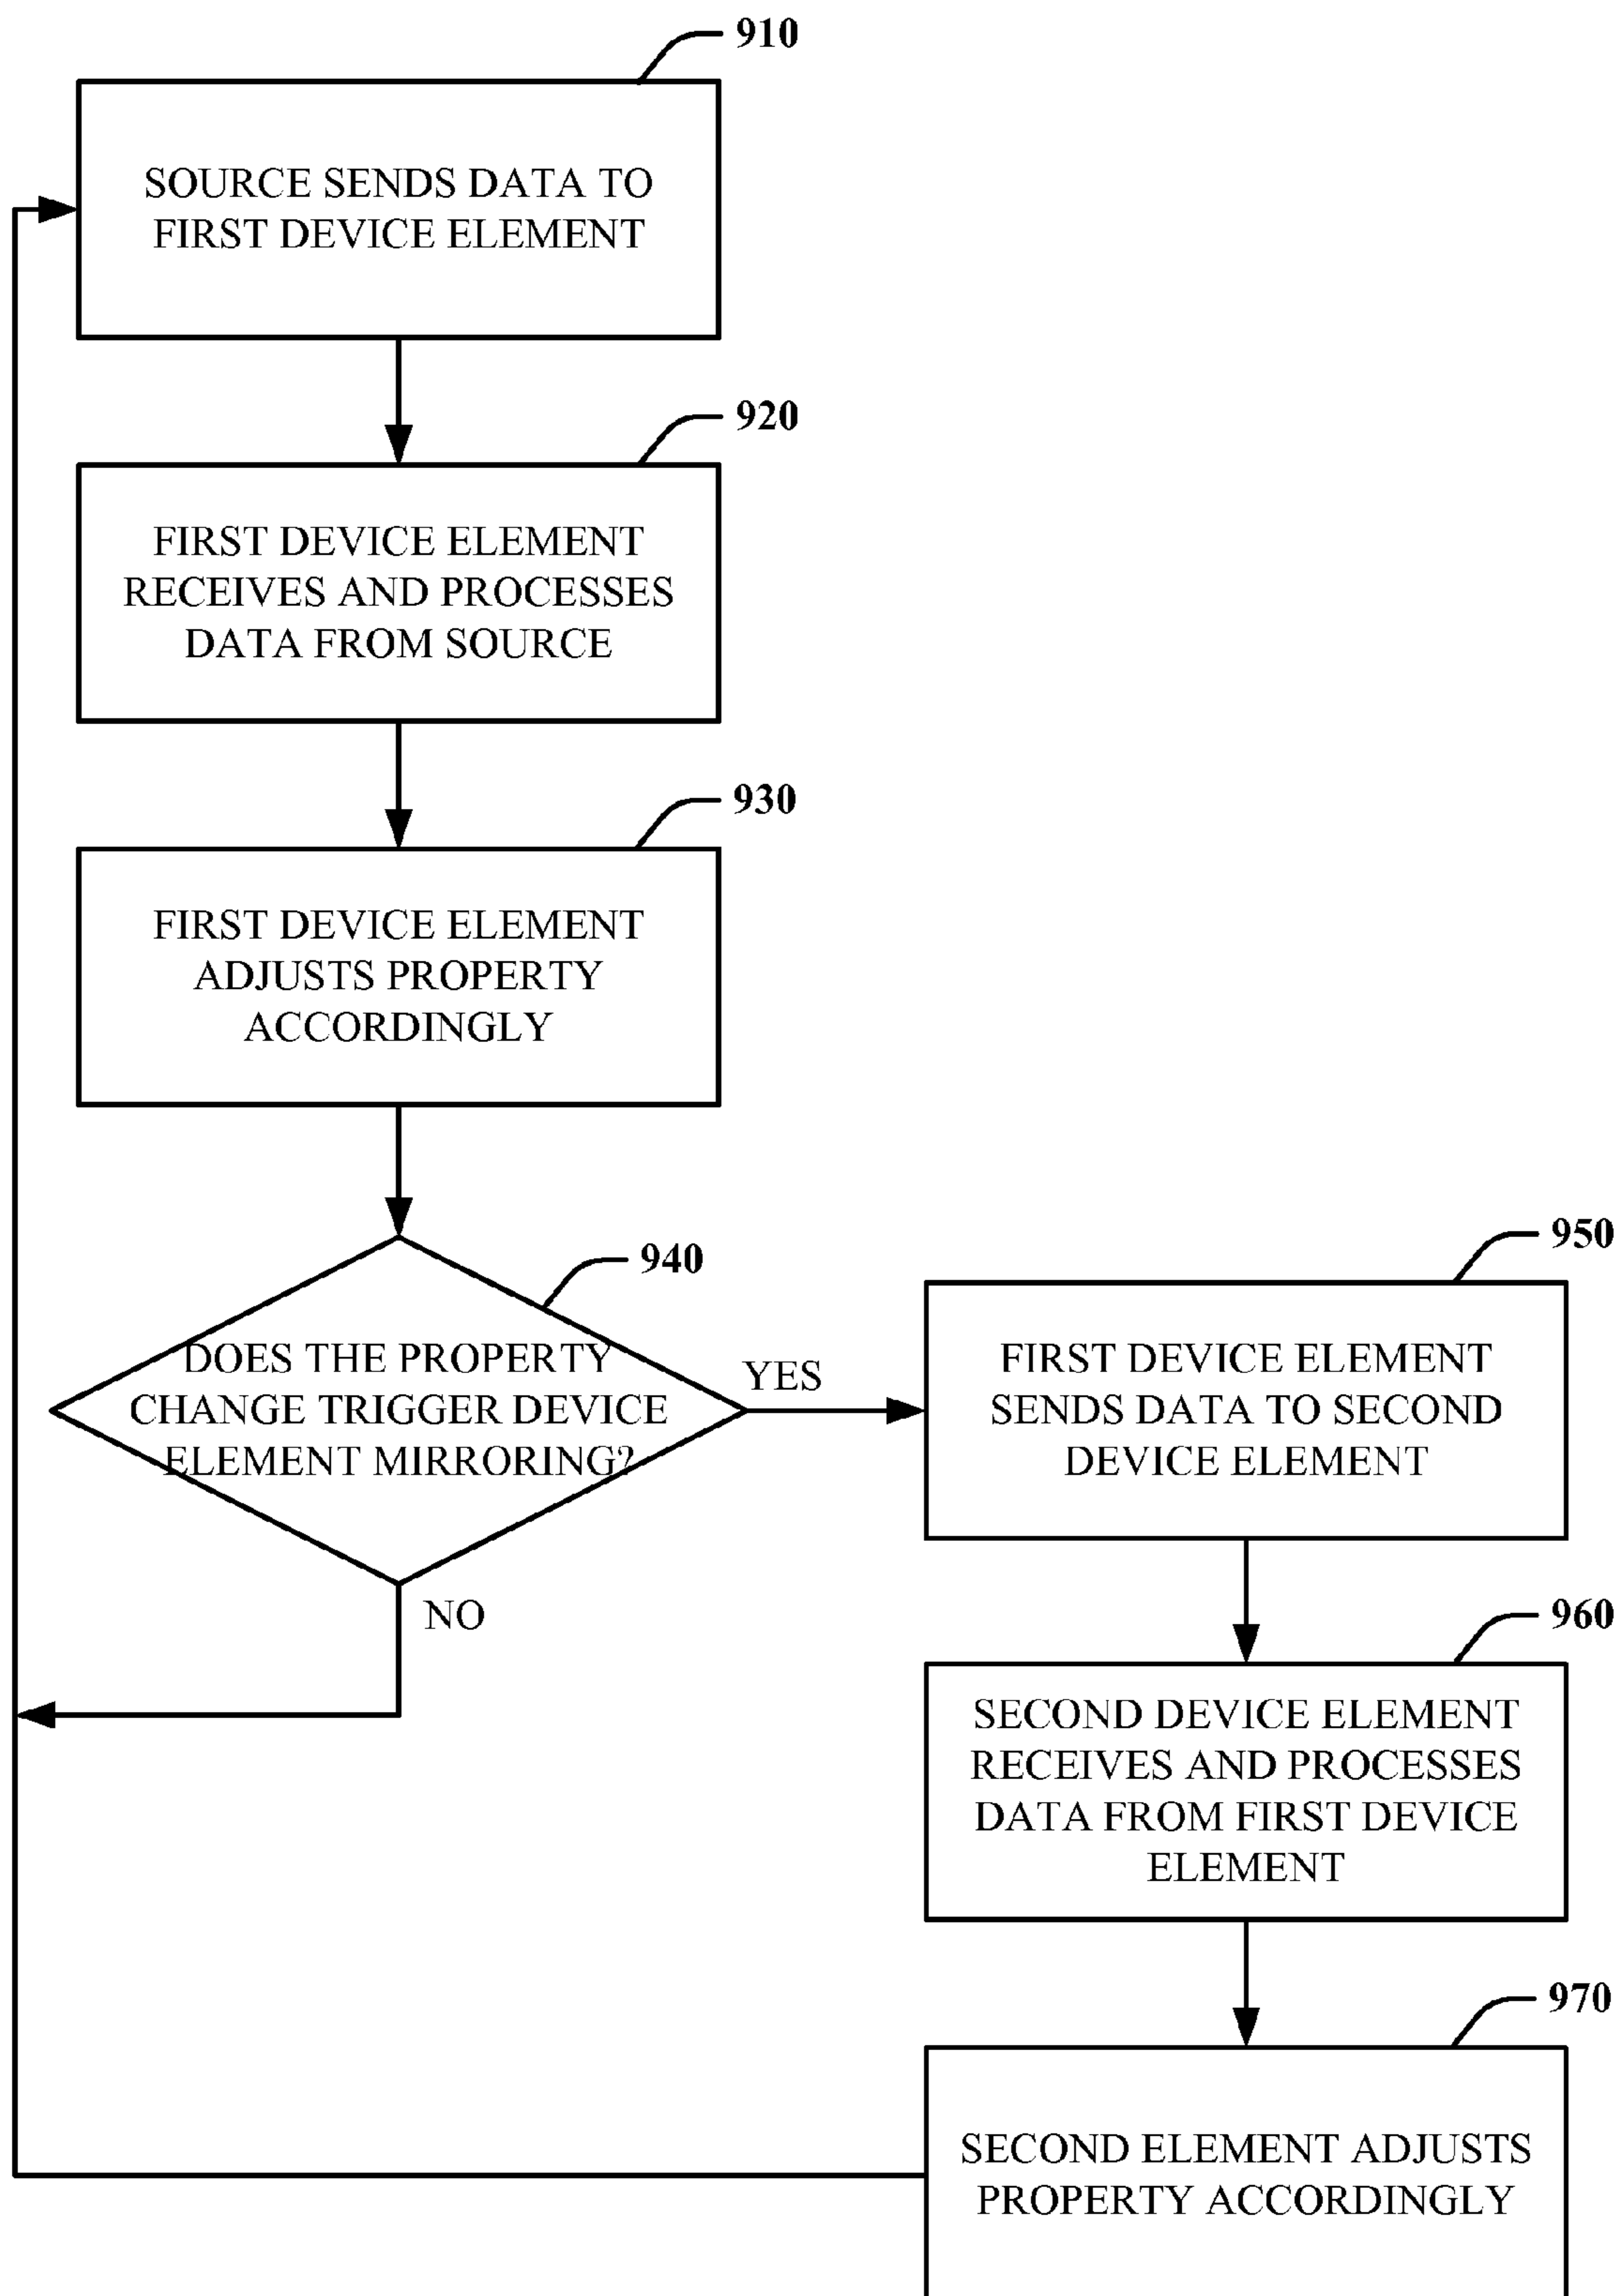 910
SOURCE SENDS DATA TO
FIRST DEVICE ELEMENT
920
FIRST DEVICE ELEMENT
RECEIVES AND PROCESSES
DATA FROM SOURCE
930
FIRST DEVICE ELEMENT
ADJUSTS PROPERTY
ACCORDINGLY
940
DOES THE PROPERTY
CHANGE TRIGGER DEVICE
ELEMENT MIRRORING?
YES
NO
950
FIRST DEVICE ELEMENT
SENDS DATA TO SECOND
DEVICE ELEMENT
960
SECOND DEVICE ELEMENT
RECEIVES AND PROCESSES
DATA FROM FIRST DEVICE
ELEMENT
970
SECOND ELEMENT ADJUSTS
PROPERTY ACCORDINGLY